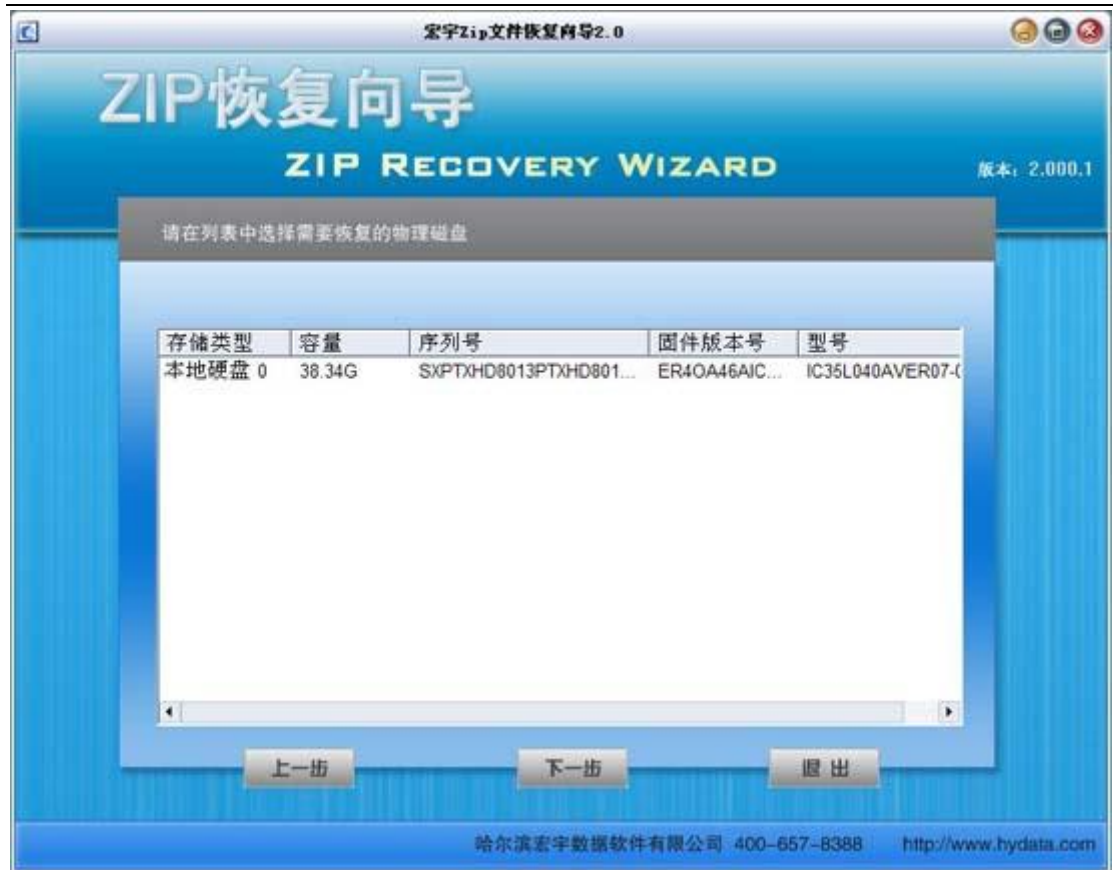 宏宇Zip文件恢复向导2.0
ZIP恢复向导
ZIP RECOVERY WIZARD
版本: 2.000.1
请在列表中选择需要恢复的物理磁盘
存储类型 容量 序列号 固件版本号 型号
本地硬盘 0 38.34G SXPTXHD8013PTXHD801... ER4OA46AIC... IC35L040AVER07-(
上一步 下一步 退出
哈尔滨宏宇数据软件有限公司 400-657-8388 http://www.hydata.com